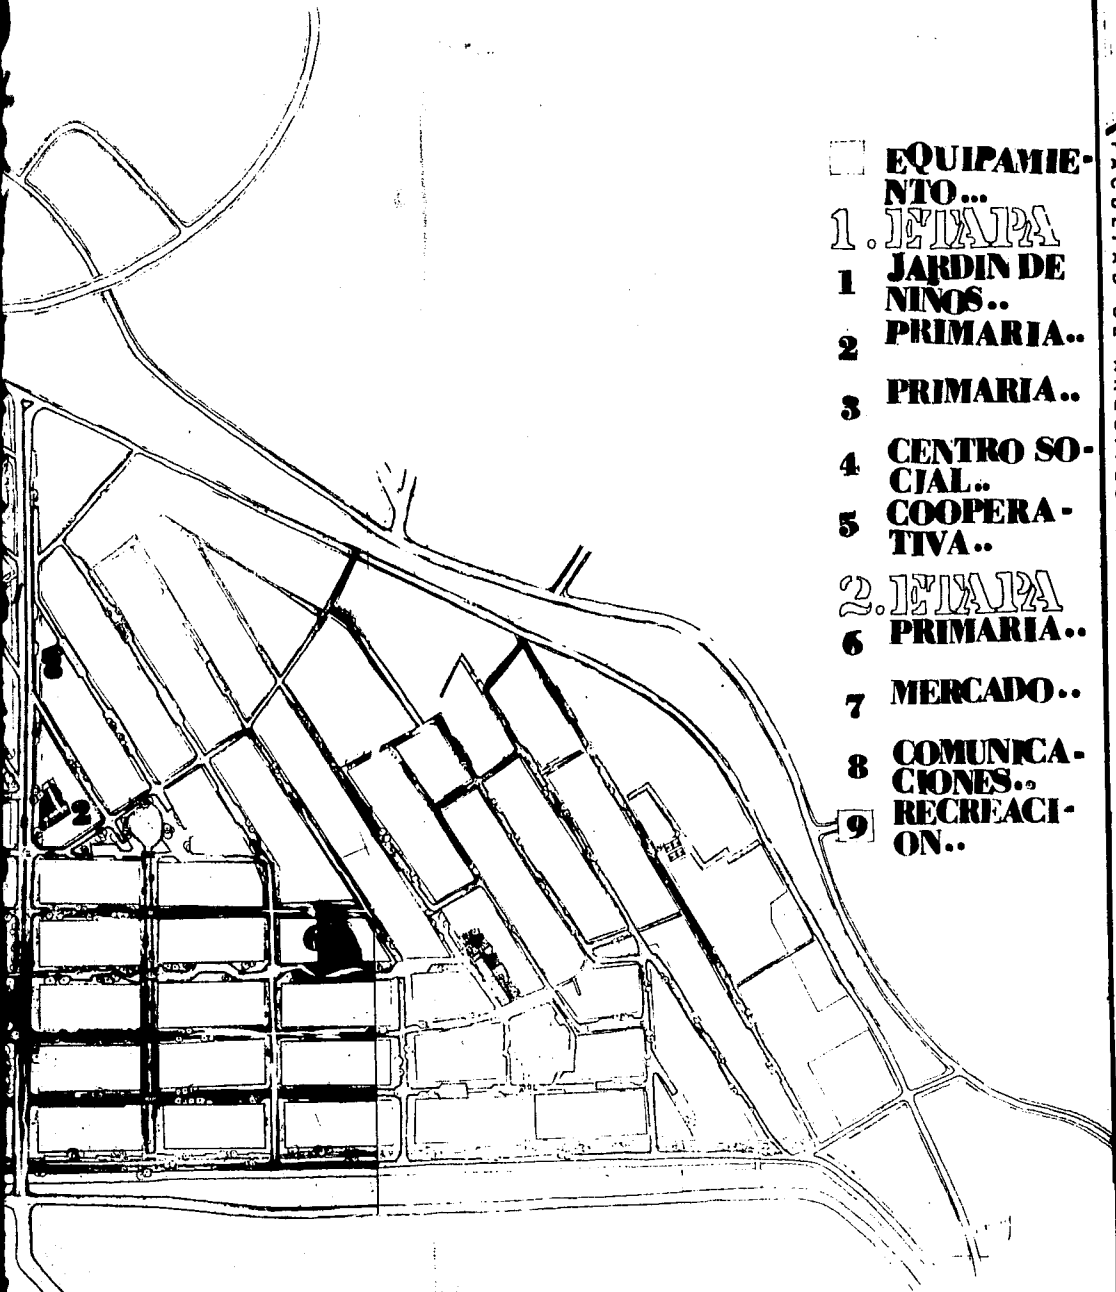 EQUIPAMIE-
NTO...
1. ETAPA
1 JARDIN DE
NIÑOS..
2 PRIMARIA..
3 PRIMARIA..
4 CENTRO SO-
CIAL..
5 COOPERA-
TIVA..
2. ETAPA
6 PRIMARIA..
7 MERCADO..
8 COMUNICA-
CIONES..
9 RECREACI-
ON..
2